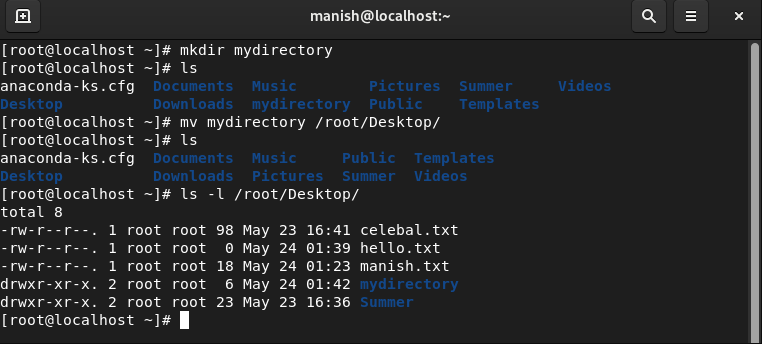 manish@localhost:~
[root@localhost ~]# mkdir mydirectory
[root@localhost ~]# ls
anaconda-ks.cfg  Documents  Music        Pictures  Summer     Videos
Desktop          Downloads  mydirectory  Public    Templates
[root@localhost ~]# mv mydirectory /root/Desktop/
[root@localhost ~]# ls
anaconda-ks.cfg  Documents  Music     Public  Templates
Desktop          Downloads  Pictures  Summer  Videos
[root@localhost ~]# ls -l /root/Desktop/
total 8
-rw-r--r--. 1 root root 98 May 23 16:41 celebal.txt
-rw-r--r--. 1 root root  0 May 24 01:39 hello.txt
-rw-r--r--. 1 root root 18 May 24 01:23 manish.txt
drwxr-xr-x. 2 root root  6 May 24 01:42 mydirectory
drwxr-xr-x. 2 root root 23 May 23 16:36 Summer
[root@localhost ~]#